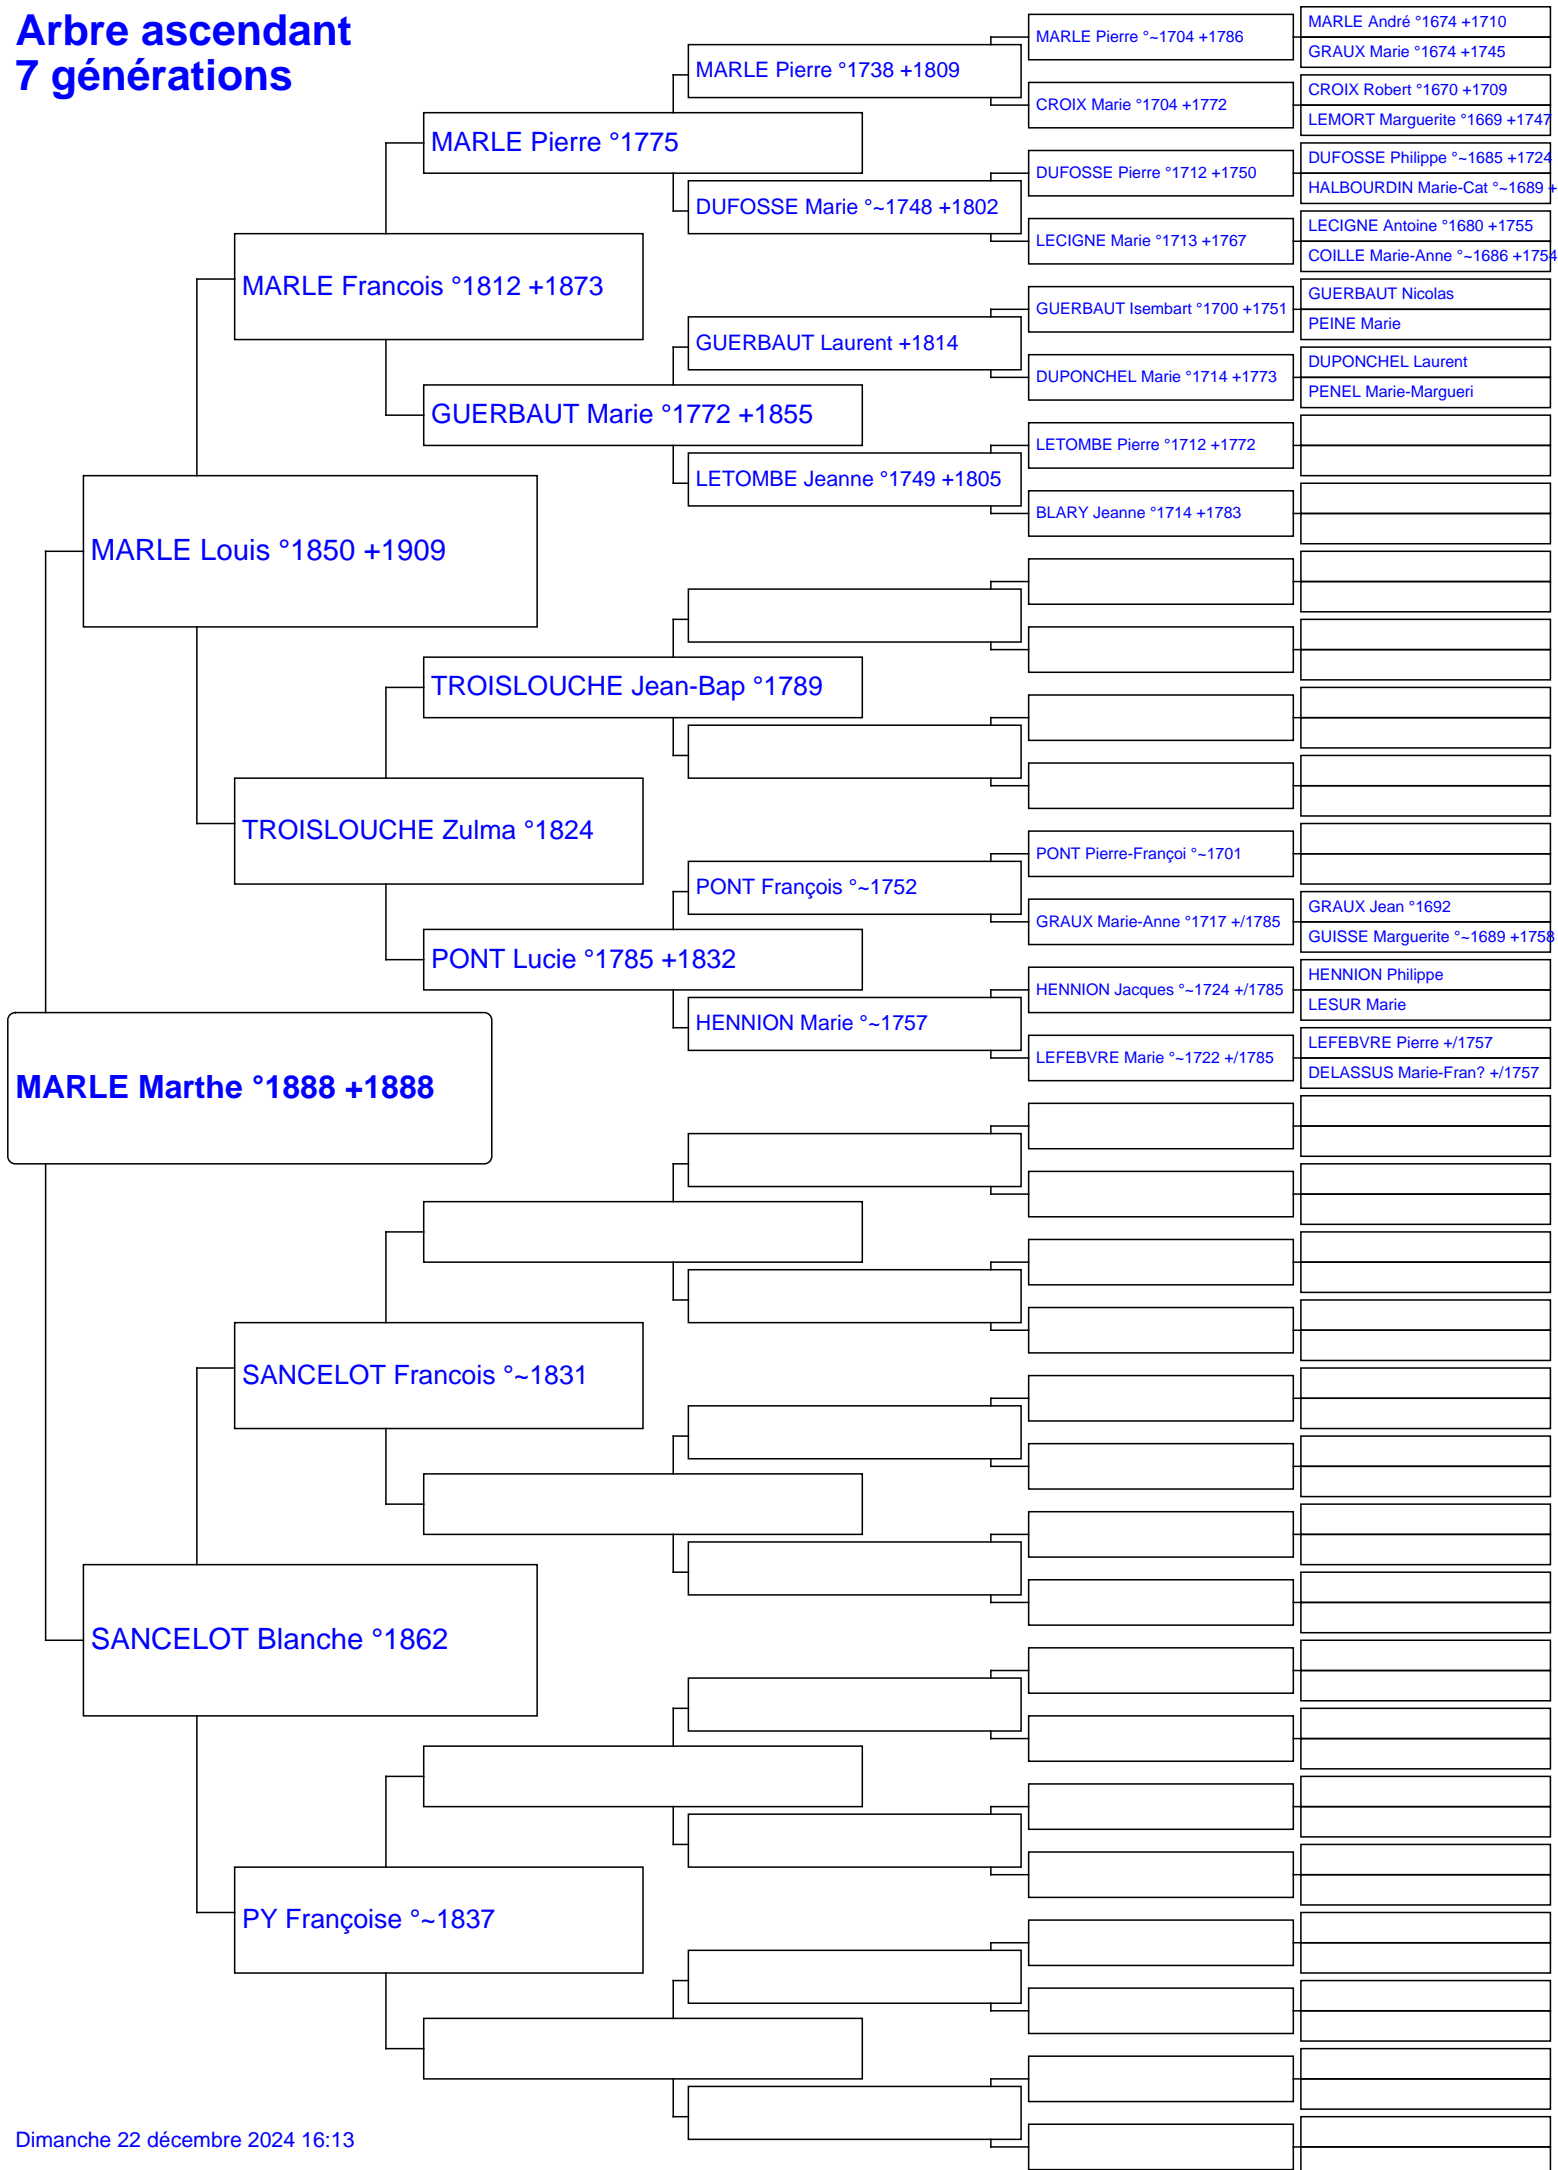 Arbre ascendant
7 générations
MARLE André °1674 +1710
MARLE Pierre °~1704 +1786
GRAUX Marie °1674 +1745
MARLE Pierre °1738 +1809
CROIX Robert °1670 +1709
CROIX Marie °1704 +1772
LEMORT Marguerite °1669 +1747
MARLE Pierre °1775
DUFOSSE Philippe °~1685 +1724
DUFOSSE Pierre °1712 +1750
HALBOURDIN Marie-Cat °~1689 +
DUFOSSE Marie °~1748 +1802
LECIGNE Antoine °1680 +1755
LECIGNE Marie °1713 +1767
COILLE Marie-Anne °~1686 +1754
MARLE Francois °1812 +1873
GUERBAUT Nicolas
GUERBAUT Isembart °1700 +1751
PEINE Marie
GUERBAUT Laurent +1814
DUPONCHEL Laurent
DUPONCHEL Marie °1714 +1773
PENEL Marie-Margueri
GUERBAUT Marie °1772 +1855
LETOMBE Pierre °1712 +1772
LETOMBE Jeanne °1749 +1805
BLARY Jeanne °1714 +1783
MARLE Louis °1850 +1909
TROISLOUCHE Jean-Bap °1789
TROISLOUCHE Zulma °1824
PONT Pierre-Françoi °~1701
PONT François °~1752
GRAUX Jean °1692
GRAUX Marie-Anne °1717 +/1785
GUISSE Marguerite °~1689 +1758
PONT Lucie °1785 +1832
HENNION Philippe
HENNION Jacques °~1724 +/1785
LESUR Marie
HENNION Marie °~1757
LEFEBVRE Pierre +/1757
LEFEBVRE Marie °~1722 +/1785
DELASSUS Marie-Fran? +/1757
MARLE Marthe °1888 +1888
SANCELOT Francois °~1831
SANCELOT Blanche °1862
PY Françoise °~1837
Dimanche 22 décembre 2024 16:13